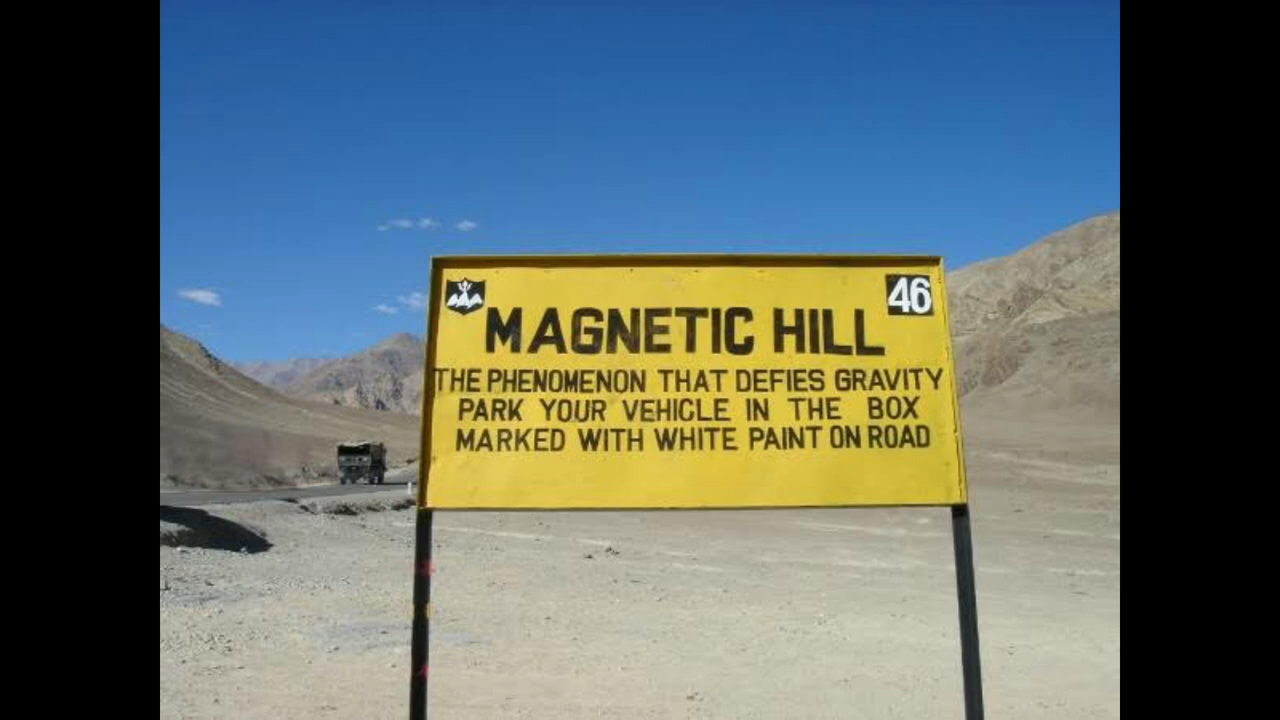 46
MAGNETIC HILL
THE PHENOMENON THAT DEFIES GRAVITY
PARK YOUR VEHICLE IN THE BOX
MARKED WITH WHITE PAINT ON ROAD